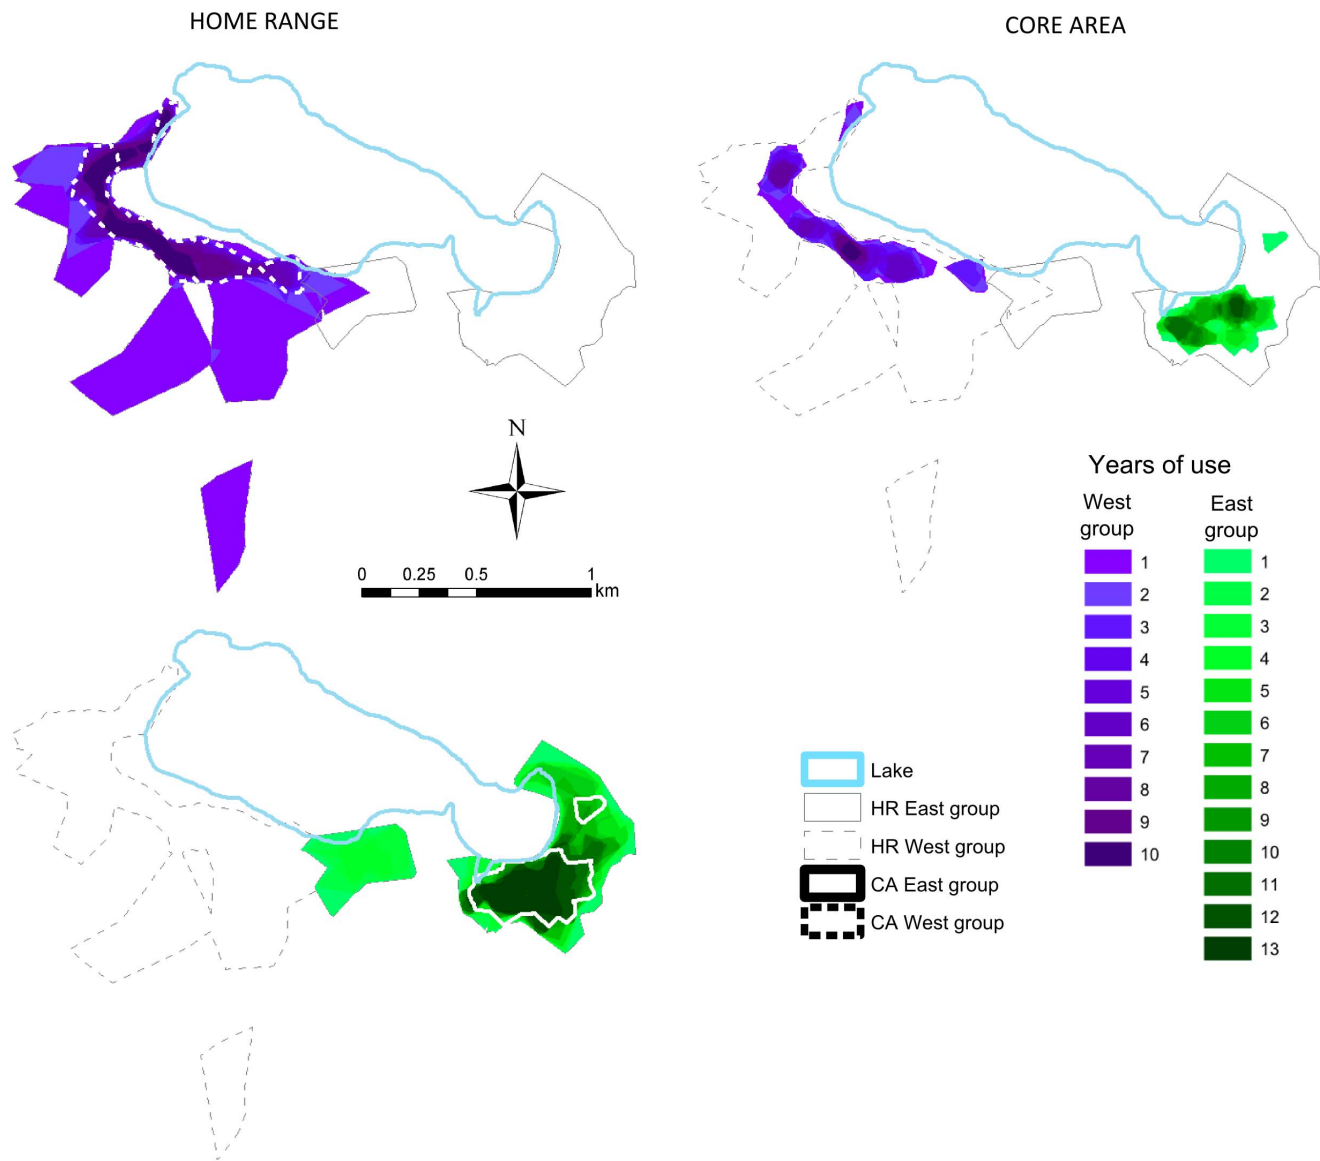 HOME RANGE
CORE AREA
N
0 0.25 0.5 1
km
Years of use
West group
East group
1 1
2 2
3 3
4 4
5 5
6 6
7 7
8 8
9 9
10 10
11
12
13
Lake
HR East group
HR West group
CA East group
CA West group